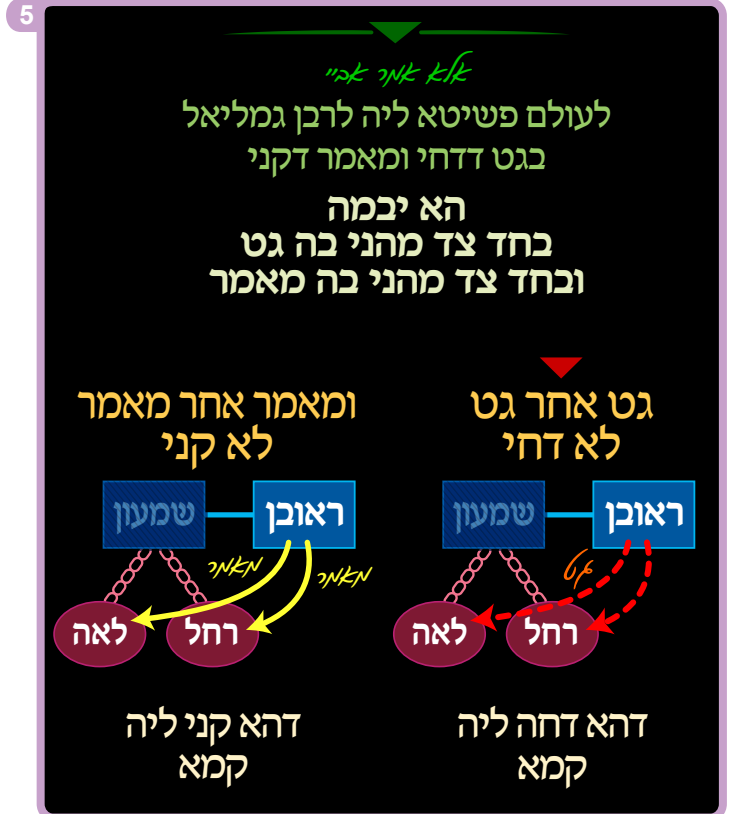 5
אלא אמר אביי
לעולם פשיטא ליה לרבן גמליאל
בגט דדחי ומאמר דקני
הא יבמה
בחד צד מהני בה גט
ובחד צד מהני בה מאמר
גט אחר גט
לא דחי
ראובן
שמעון
גט
רחל
לאה
דהא דחה ליה
קמא
ומאמר אחר מאמר
לא קני
ראובן
שמעון
מאמר
מאמר
רחל
לאה
דהא קני ליה
קמא